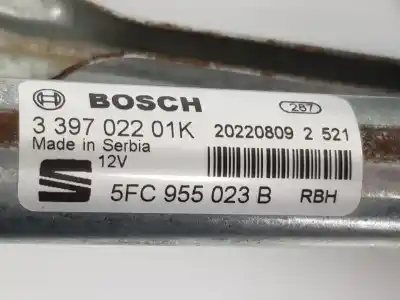 BOSCH 287
3 397 022 01K 20220809 2 521
Made in Serbia
12V
5FC 955 023 B RBH